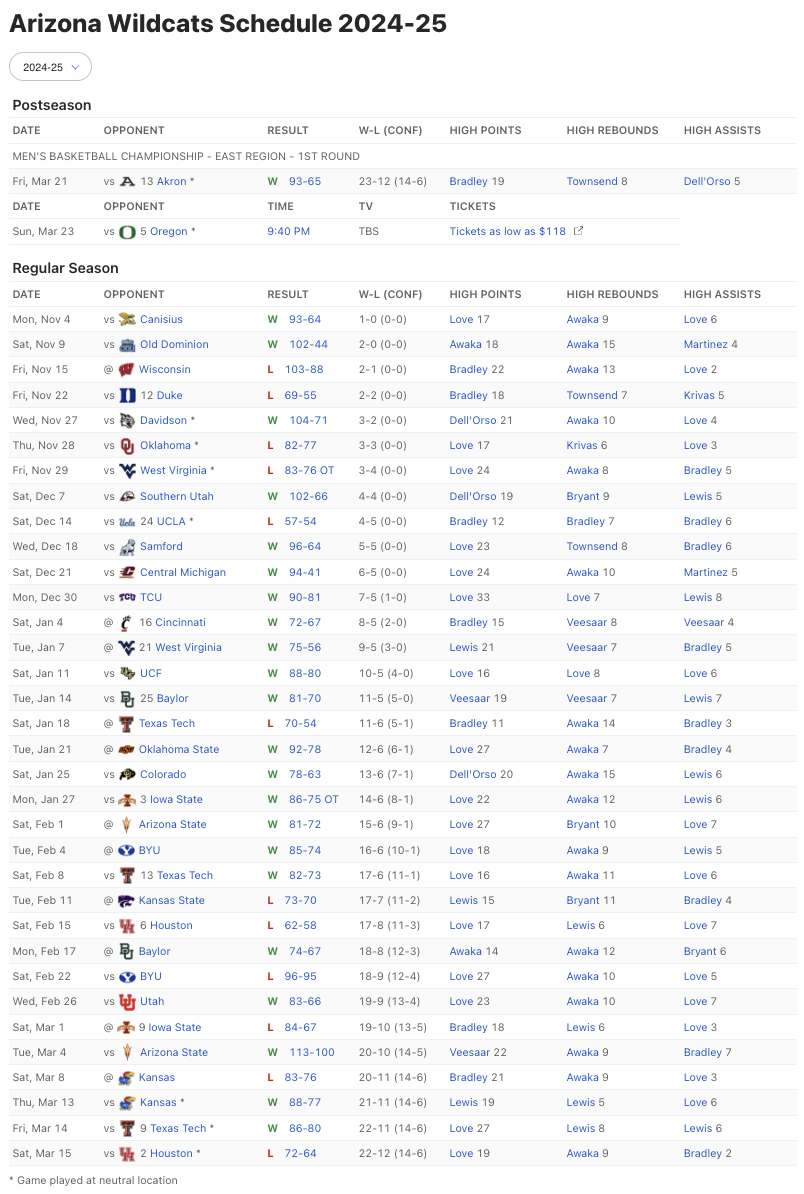 Arizona Wildcats Schedule 2024-25
2024-25
Postseason
DATE OPPONENT RESULT W-L (CONF) HIGH POINTS HIGH REBOUNDS HIGH ASSISTS
MEN'S BASKETBALL CHAMPIONSHIP - EAST REGION - 1ST ROUND
Fri, Mar 21 vs 13 Akron * W 93-65 23-12 (14-6) Bradley 19 Townsend 8 Dell'Orso 5
DATE OPPONENT TIME TV TICKETS
Sun, Mar 23 vs 5 Oregon * 9:40 PM TBS Tickets as low as $118
Regular Season
DATE OPPONENT RESULT W-L (CONF) HIGH POINTS HIGH REBOUNDS HIGH ASSISTS
Mon, Nov 4 vs Canisius W 93-64 1-0 (0-0) Love 17 Awaka 9 Love 6
Sat, Nov 9 vs Old Dominion W 102-44 2-0 (0-0) Awaka 18 Awaka 15 Martinez 4
Fri, Nov 15 @ Wisconsin L 103-88 2-1 (0-0) Bradley 22 Awaka 13 Love 2
Fri, Nov 22 vs 12 Duke L 69-55 2-2 (0-0) Bradley 18 Townsend 7 Krivas 5
Wed, Nov 27 vs Davidson * W 104-71 3-2 (0-0) Dell'Orso 21 Awaka 10 Love 4
Thu, Nov 28 vs Oklahoma * L 82-77 3-3 (0-0) Love 17 Krivas 6 Love 3
Fri, Nov 29 vs West Virginia * L 83-76 OT 3-4 (0-0) Love 24 Awaka 8 Bradley 5
Sat, Dec 7 vs Southern Utah W 102-66 4-4 (0-0) Dell'Orso 19 Bryant 9 Lewis 5
Sat, Dec 14 vs 24 UCLA * L 57-54 4-5 (0-0) Bradley 12 Bradley 7 Bradley 6
Wed, Dec 18 vs Samford W 96-64 5-5 (0-0) Love 23 Townsend 8 Bradley 6
Sat, Dec 21 vs Central Michigan W 94-41 6-5 (0-0) Love 24 Awaka 10 Martinez 5
Mon, Dec 30 vs TCU W 90-81 7-5 (1-0) Love 33 Love 7 Lewis 8
Sat, Jan 4 @ 16 Cincinnati W 72-67 8-5 (2-0) Bradley 15 Veesaar 8 Veesaar 4
Tue, Jan 7 @ 21 West Virginia W 75-56 9-5 (3-0) Lewis 21 Veesaar 7 Bradley 5
Sat, Jan 11 vs UCF W 88-80 10-5 (4-0) Love 16 Love 8 Love 6
Tue, Jan 14 vs 25 Baylor W 81-70 11-5 (5-0) Veesaar 19 Veesaar 7 Lewis 7
Sat, Jan 18 @ Texas Tech L 70-54 11-6 (5-1) Bradley 11 Awaka 14 Bradley 3
Tue, Jan 21 @ Oklahoma State W 92-78 12-6 (6-1) Love 27 Awaka 7 Bradley 4
Sat, Jan 25 vs Colorado W 78-63 13-6 (7-1) Dell'Orso 20 Awaka 15 Lewis 6
Mon, Jan 27 vs 3 Iowa State W 86-75 OT 14-6 (8-1) Love 22 Awaka 12 Lewis 6
Sat, Feb 1 @ Arizona State W 81-72 15-6 (9-1) Love 27 Bryant 10 Love 7
Tue, Feb 4 @ BYU W 85-74 16-6 (10-1) Love 18 Awaka 9 Lewis 5
Sat, Feb 8 vs 13 Texas Tech W 82-73 17-6 (11-1) Love 16 Awaka 11 Love 6
Tue, Feb 11 @ Kansas State L 73-70 17-7 (11-2) Lewis 15 Bryant 11 Bradley 4
Sat, Feb 15 vs 6 Houston L 62-58 17-8 (11-3) Love 17 Lewis 6 Love 7
Mon, Feb 17 @ Baylor W 74-67 18-8 (12-3) Awaka 14 Awaka 12 Bryant 6
Sat, Feb 22 vs BYU L 96-95 18-9 (12-4) Love 27 Awaka 10 Love 5
Wed, Feb 26 vs Utah W 83-66 19-9 (13-4) Love 23 Awaka 10 Love 7
Sat, Mar 1 @ 9 Iowa State L 84-67 19-10 (13-5) Bradley 18 Lewis 6 Love 3
Tue, Mar 4 vs Arizona State W 113-100 20-10 (14-5) Veesaar 22 Awaka 9 Bradley 7
Sat, Mar 8 @ Kansas L 83-76 20-11 (14-6) Bradley 21 Awaka 9 Love 3
Thu, Mar 13 vs Kansas * W 88-77 21-11 (14-6) Lewis 19 Lewis 5 Love 6
Fri, Mar 14 vs 9 Texas Tech * W 86-80 22-11 (14-6) Love 27 Lewis 8 Lewis 6
Sat, Mar 15 vs 2 Houston * L 72-64 22-12 (14-6) Love 19 Awaka 9 Bradley 2
* Game played at neutral location